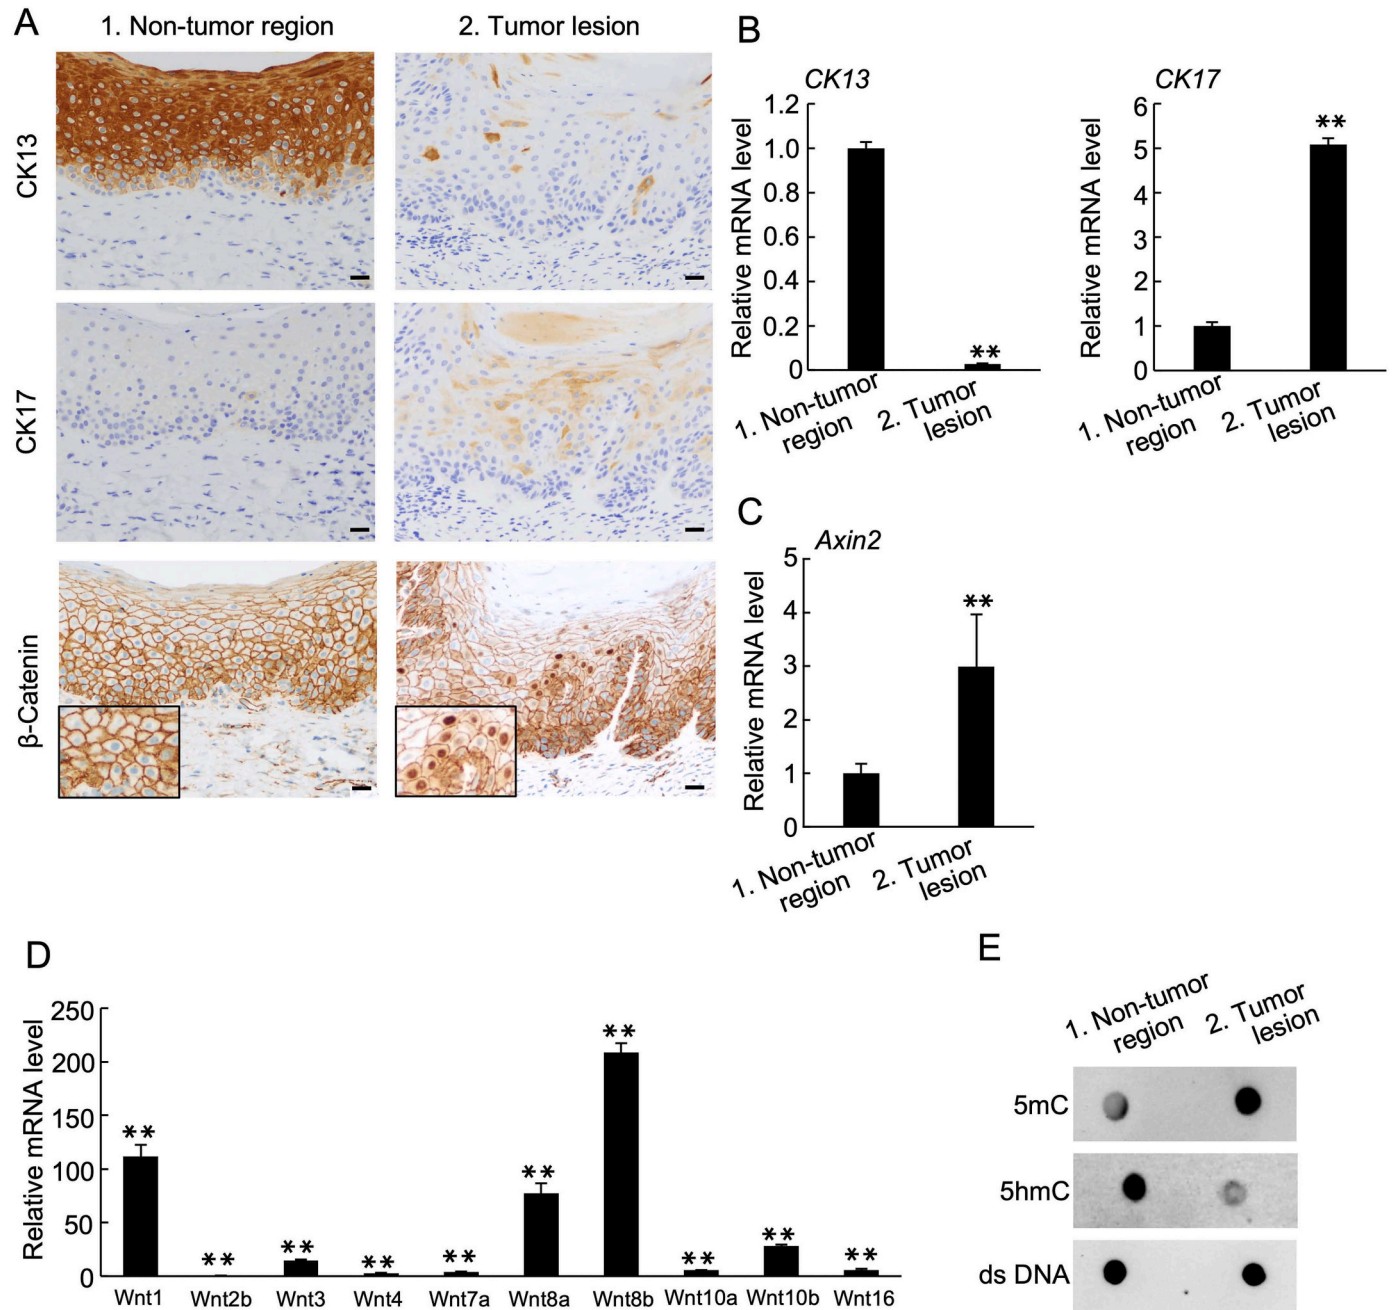 A
1. Non-tumor region
2. Tumor lesion
CK13
CK17
β-Catenin
B
CK13
Relative mRNA level
1.2
1.0
0.8
0.6
0.4
0.2
0
**
1. Non-tumor
region
2. Tumor
lesion
CK17
Relative mRNA level
6
5
4
3
2
1
0
**
1. Non-tumor
region
2. Tumor
lesion
C
Axin2
Relative mRNA level
5
4
3
2
1
0
**
1. Non-tumor
region
2. Tumor
lesion
D
Relative mRNA level
250
200
150
100
50
0
** ** ** ** ** ** ** ** ** **
Wnt1 Wnt2b Wnt3 Wnt4 Wnt7a Wnt8a Wnt8b Wnt10a Wnt10b Wnt16
E
1. Non-tumor
region
2. Tumor
lesion
5mC
5hmC
ds DNA